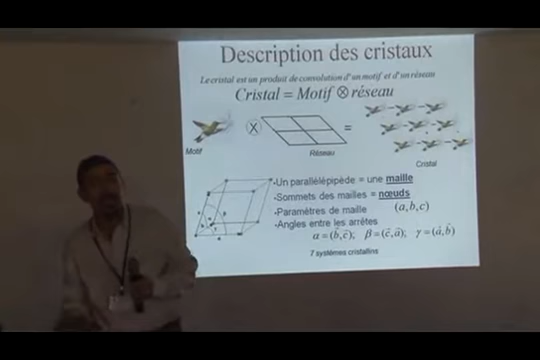 Description des cristaux
Le cristal est un produit de convolution d'un motif et d'un réseau
Cristal = Motif ⊗ réseau
X =
Motif
Réseau
Cristal
-Un parallélépipède = une maille
-Sommets des mailles = nœuds
-Paramètres de maille (a,b,c)
-Angles entre les arrêtes
α = (b,c); β = (c,a); γ = (a,b)
7 systèmes cristallins